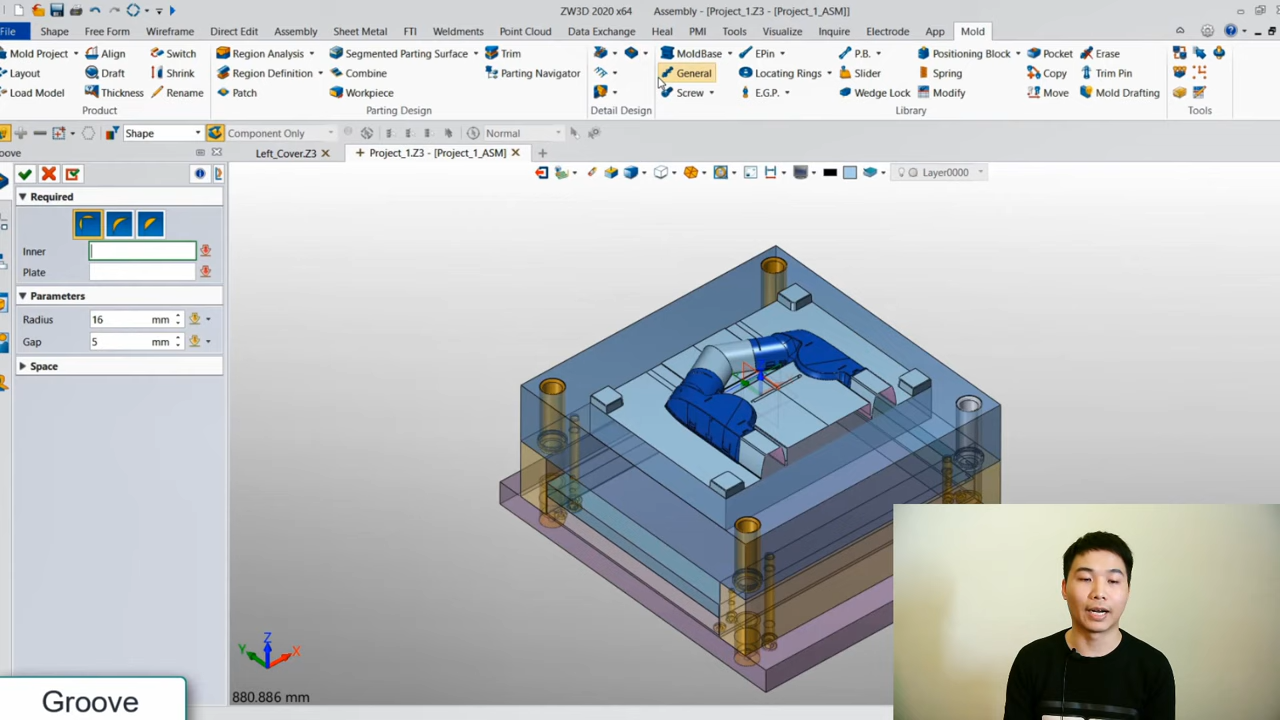 ZW3D 2020 x64 Assembly - [Project_1.Z3 - [Project_1_ASM]]
File Shape Free Form Wireframe Direct Edit Assembly Sheet Metal FTI Weldments Point Cloud Data Exchange Heal PMI Tools Visualize Inquire Electrode App Mold
Mold Project Align Switch Region Analysis Segmented Parting Surface Trim MoldBase EPin P.B. Positioning Block Pocket Erase
Layout Draft Shrink Region Definition Combine Parting Navigator General Locating Rings Slider Spring Copy Trim Pin
Load Model Thickness Rename Patch Workpiece Screw E.G.P. Wedge Lock Modify Move Mold Drafting
Product Parting Design Detail Design Library Tools
Shape Component Only Normal
oove Left_Cover.Z3 Project_1.Z3 - [Project_1_ASM]
Layer0000
Required
Inner
Plate
Parameters
Radius 16 mm
Gap 5 mm
Space
Z
Y X
880.886 mm
Groove